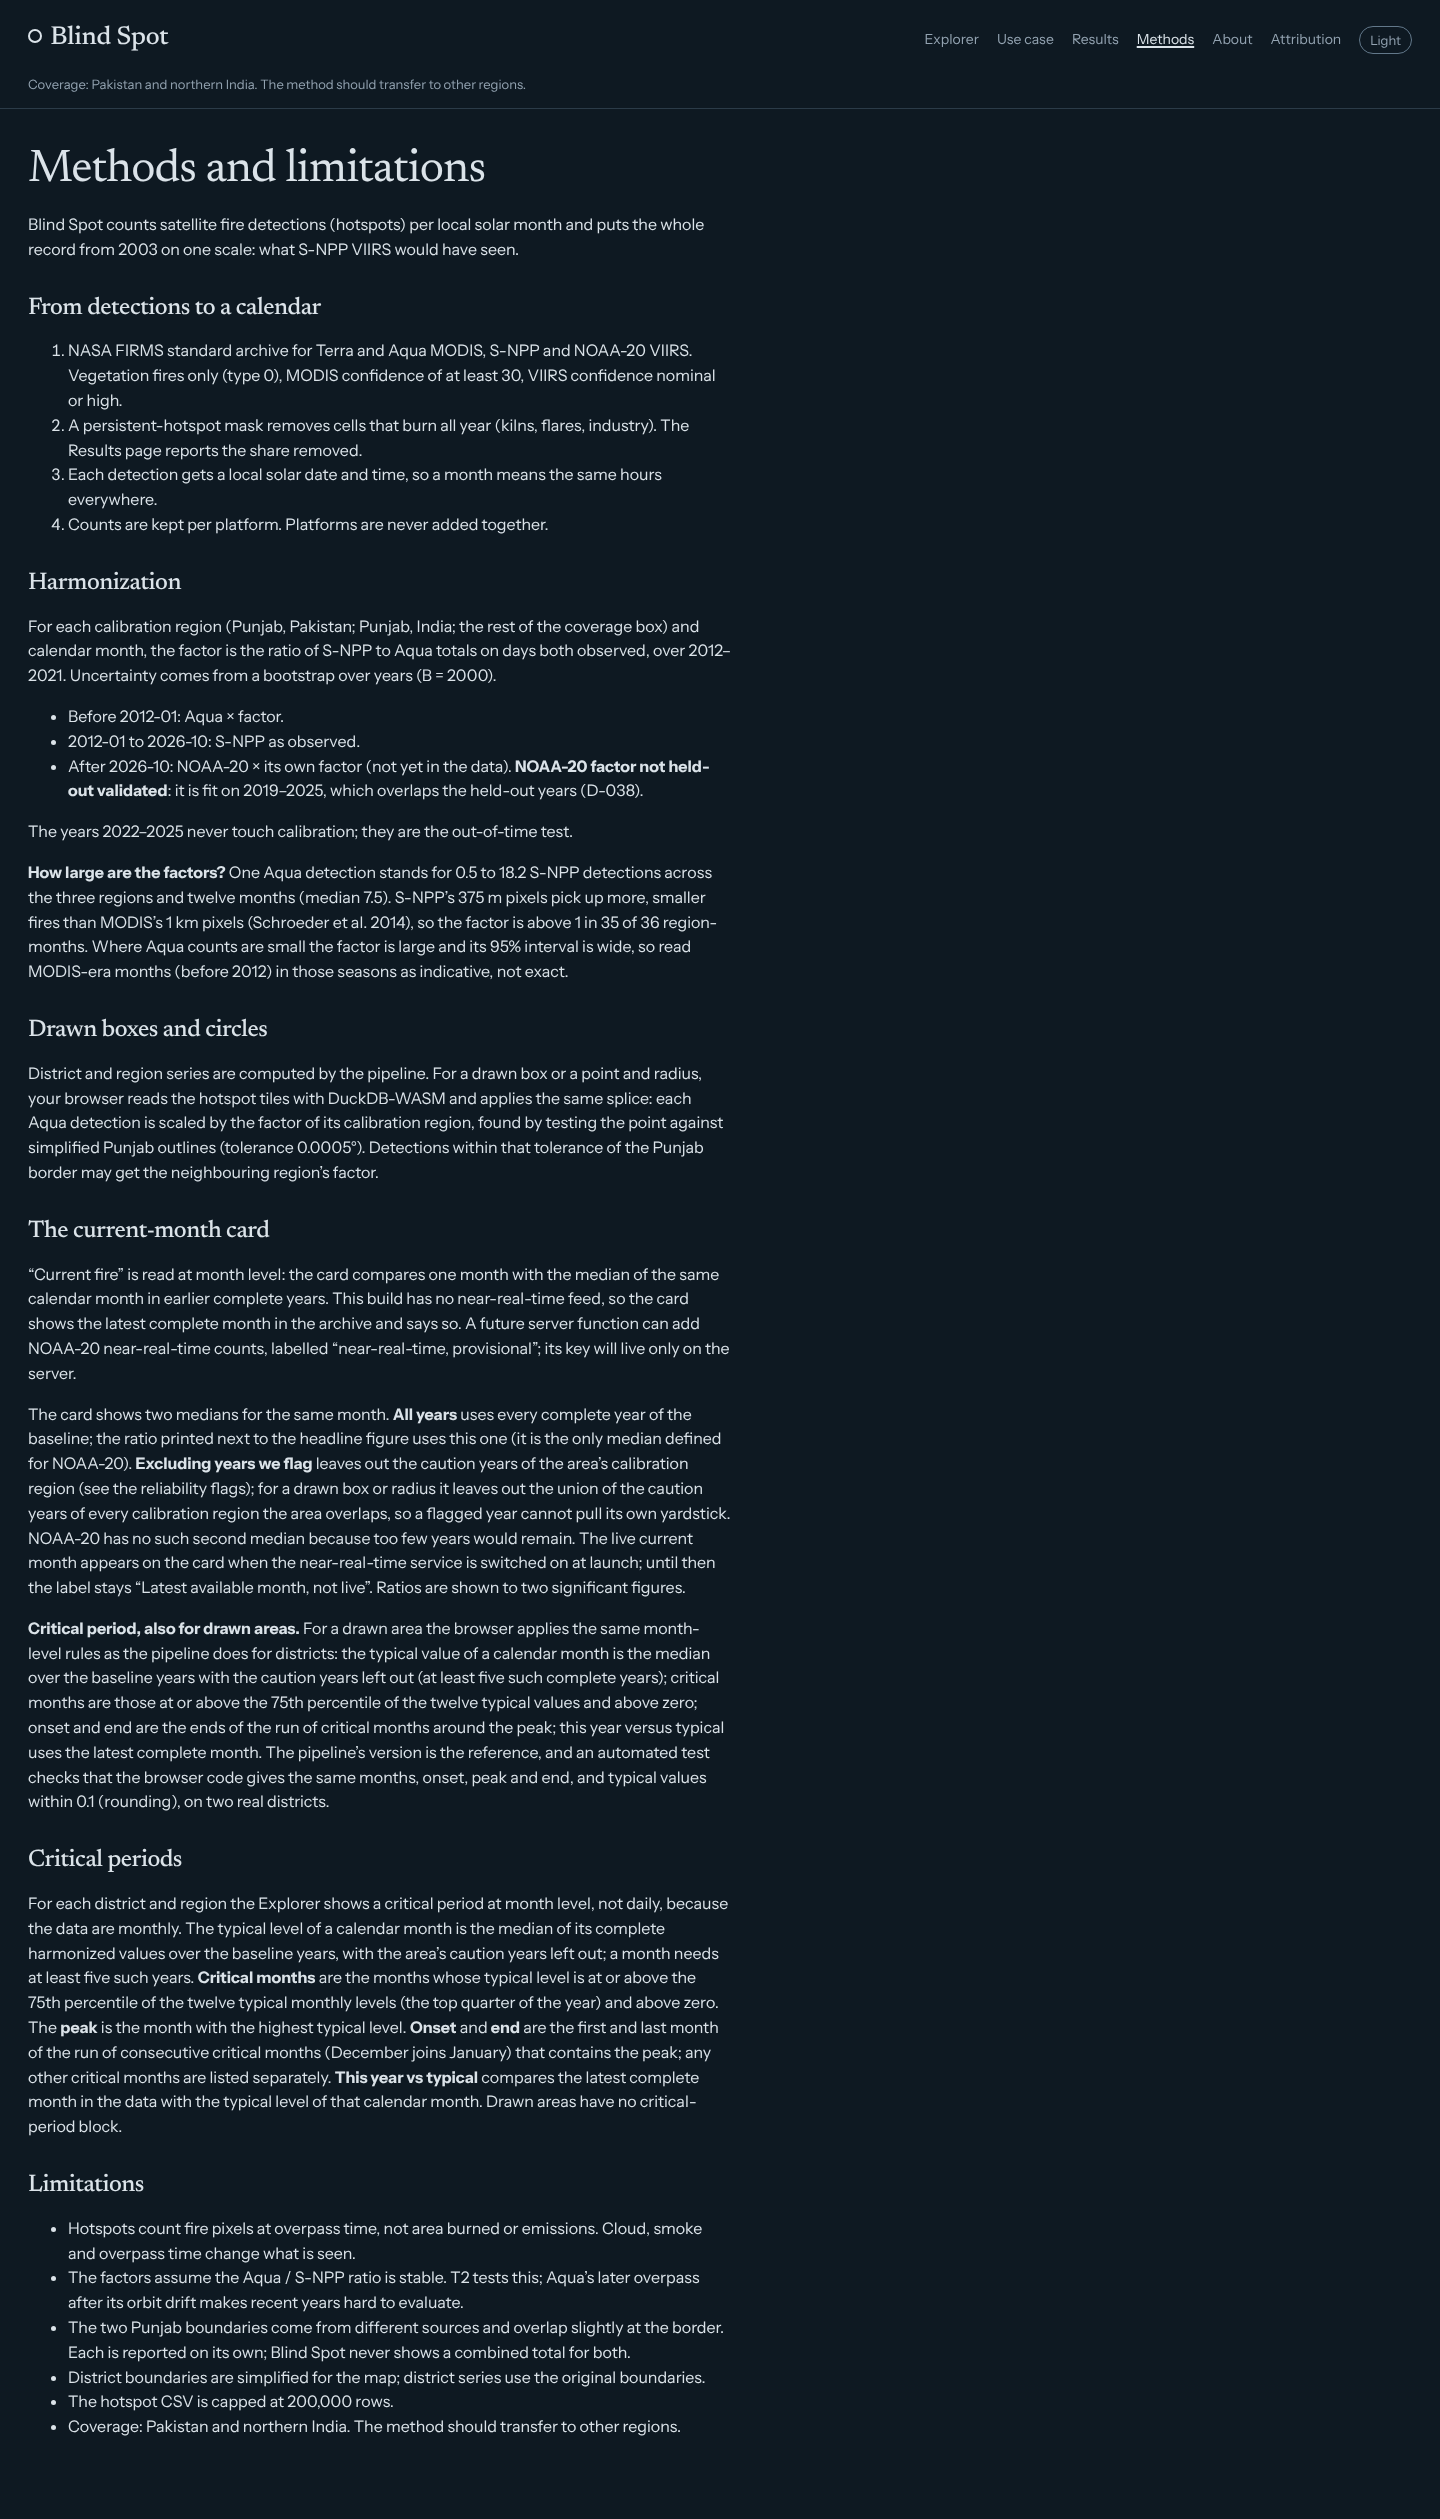 Blind Spot
Explorer Use case Results Methods About Attribution Light
Coverage: Pakistan and northern India. The method should transfer to other regions.
Methods and limitations
Blind Spot counts satellite fire detections (hotspots) per local solar month and puts the whole
record from 2003 on one scale: what S-NPP VIIRS would have seen.
From detections to a calendar
1. NASA FIRMS standard archive for Terra and Aqua MODIS, S-NPP and NOAA-20 VIIRS.
Vegetation fires only (type 0), MODIS confidence of at least 30, VIIRS confidence nominal
or high.
2. A persistent-hotspot mask removes cells that burn all year (kilns, flares, industry). The
Results page reports the share removed.
3. Each detection gets a local solar date and time, so a month means the same hours
everywhere.
4. Counts are kept per platform. Platforms are never added together.
Harmonization
For each calibration region (Punjab, Pakistan; Punjab, India; the rest of the coverage box) and
calendar month, the factor is the ratio of S-NPP to Aqua totals on days both observed, over 2012–
2021. Uncertainty comes from a bootstrap over years (B = 2000).
• Before 2012-01: Aqua × factor.
• 2012-01 to 2026-10: S-NPP as observed.
• After 2026-10: NOAA-20 × its own factor (not yet in the data). NOAA-20 factor not held-
out validated: it is fit on 2019–2025, which overlaps the held-out years (D-038).
The years 2022–2025 never touch calibration; they are the out-of-time test.
How large are the factors? One Aqua detection stands for 0.5 to 18.2 S-NPP detections across
the three regions and twelve months (median 7.5). S-NPP’s 375 m pixels pick up more, smaller
fires than MODIS’s 1 km pixels (Schroeder et al. 2014), so the factor is above 1 in 35 of 36 region-
months. Where Aqua counts are small the factor is large and its 95% interval is wide, so read
MODIS-era months (before 2012) in those seasons as indicative, not exact.
Drawn boxes and circles
District and region series are computed by the pipeline. For a drawn box or a point and radius,
your browser reads the hotspot tiles with DuckDB-WASM and applies the same splice: each
Aqua detection is scaled by the factor of its calibration region, found by testing the point against
simplified Punjab outlines (tolerance 0.0005°). Detections within that tolerance of the Punjab
border may get the neighbouring region’s factor.
The current-month card
“Current fire” is read at month level: the card compares one month with the median of the same
calendar month in earlier complete years. This build has no near-real-time feed, so the card
shows the latest complete month in the archive and says so. A future server function can add
NOAA-20 near-real-time counts, labelled “near-real-time, provisional”; its key will live only on the
server.
The card shows two medians for the same month. All years uses every complete year of the
baseline; the ratio printed next to the headline figure uses this one (it is the only median defined
for NOAA-20). Excluding years we flag leaves out the caution years of the area’s calibration
region (see the reliability flags); for a drawn box or radius it leaves out the union of the caution
years of every calibration region the area overlaps, so a flagged year cannot pull its own yardstick.
NOAA-20 has no such second median because too few years would remain. The live current
month appears on the card when the near-real-time service is switched on at launch; until then
the label stays “Latest available month, not live”. Ratios are shown to two significant figures.
Critical period, also for drawn areas. For a drawn area the browser applies the same month-
level rules as the pipeline does for districts: the typical value of a calendar month is the median
over the baseline years with the caution years left out (at least five such complete years); critical
months are those at or above the 75th percentile of the twelve typical values and above zero;
onset and end are the ends of the run of critical months around the peak; this year versus typical
uses the latest complete month. The pipeline’s version is the reference, and an automated test
checks that the browser code gives the same months, onset, peak and end, and typical values
within 0.1 (rounding), on two real districts.
Critical periods
For each district and region the Explorer shows a critical period at month level, not daily, because
the data are monthly. The typical level of a calendar month is the median of its complete
harmonized values over the baseline years, with the area’s caution years left out; a month needs
at least five such years. Critical months are the months whose typical level is at or above the
75th percentile of the twelve typical monthly levels (the top quarter of the year) and above zero.
The peak is the month with the highest typical level. Onset and end are the first and last month
of the run of consecutive critical months (December joins January) that contains the peak; any
other critical months are listed separately. This year vs typical compares the latest complete
month in the data with the typical level of that calendar month. Drawn areas have no critical-
period block.
Limitations
• Hotspots count fire pixels at overpass time, not area burned or emissions. Cloud, smoke
and overpass time change what is seen.
• The factors assume the Aqua / S-NPP ratio is stable. T2 tests this; Aqua’s later overpass
after its orbit drift makes recent years hard to evaluate.
• The two Punjab boundaries come from different sources and overlap slightly at the border.
Each is reported on its own; Blind Spot never shows a combined total for both.
• District boundaries are simplified for the map; district series use the original boundaries.
• The hotspot CSV is capped at 200,000 rows.
• Coverage: Pakistan and northern India. The method should transfer to other regions.